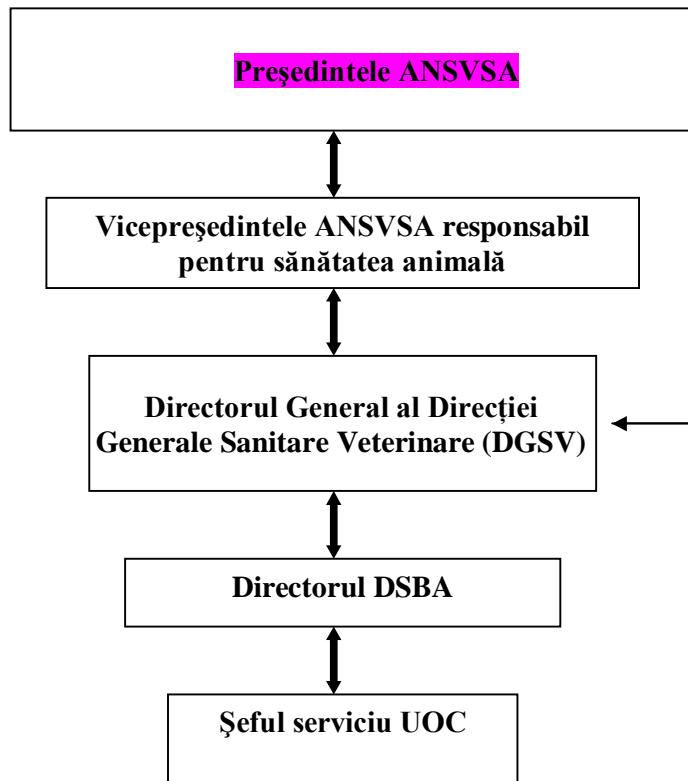 Preşedintele ANSVSA
Vicepreşedintele ANSVSA responsabil
pentru sănătatea animală
Directorul General al Direcției
Generale Sanitare Veterinare (DGSV)
Directorul DSBA
Şeful serviciu UOC